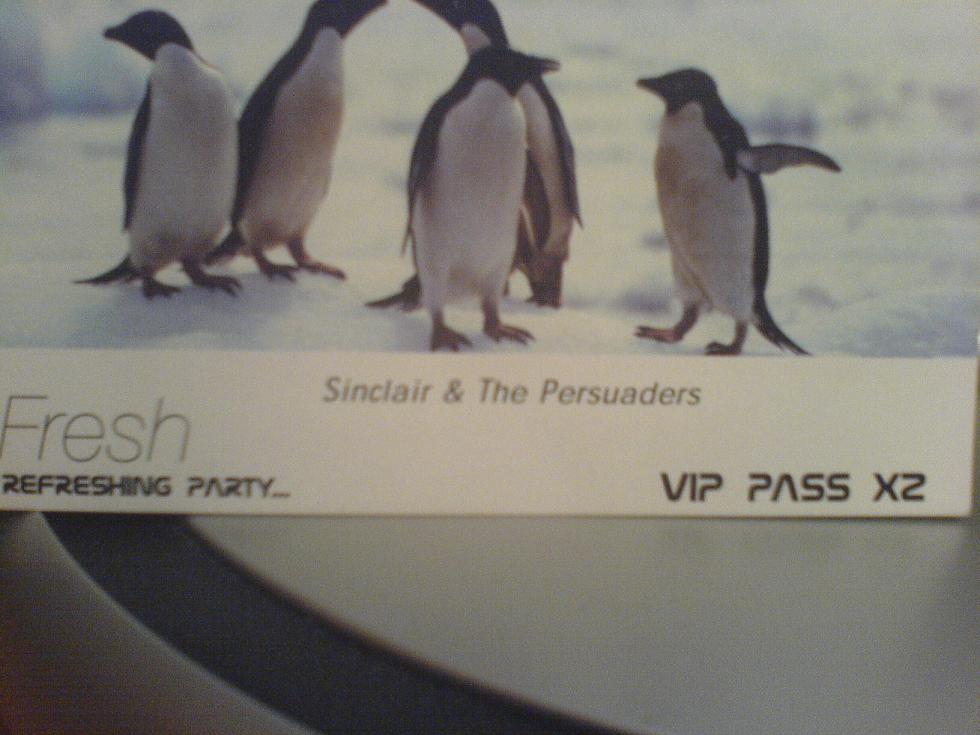 Sinclair & The Persuaders
Fresh
REFRESHING PARTY...
VIP PASS X2